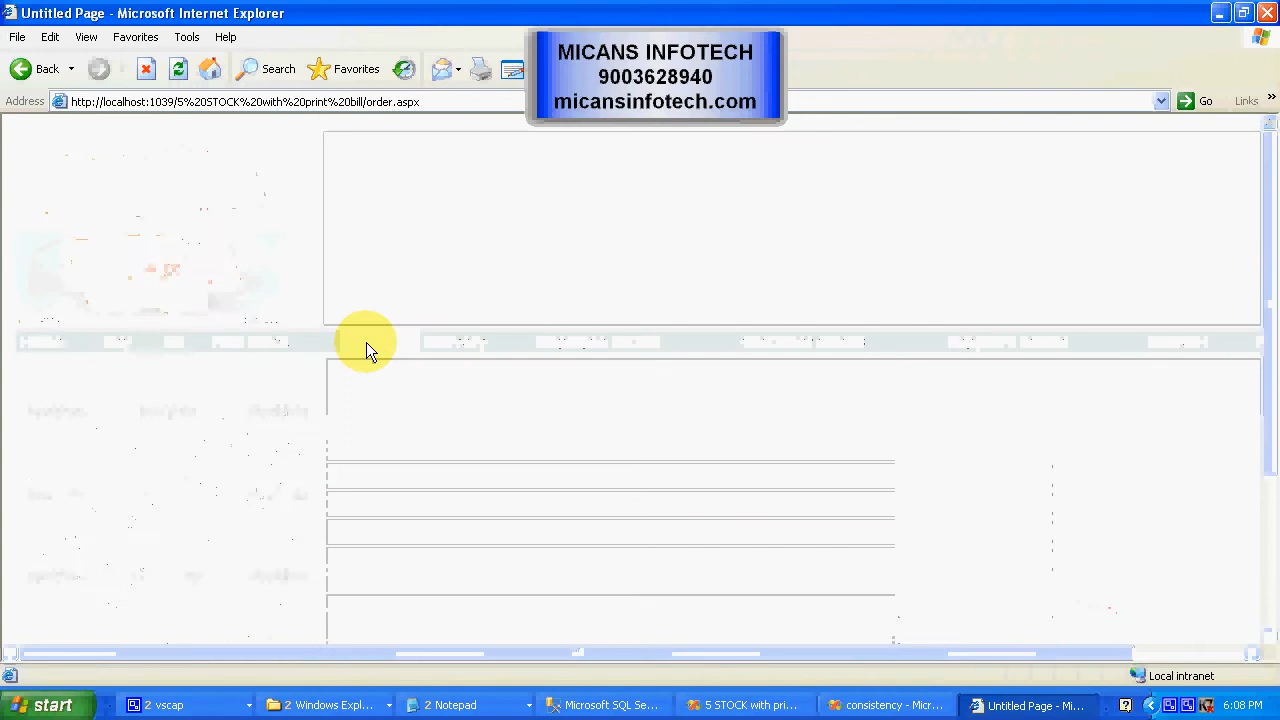 Untitled Page - Microsoft Internet Explorer
File Edit View Favorites Tools Help
MICANS INFOTECH
9003628940
micansinfotech.com
Back Search Favorites
Address http://localhost:1039/5%20STOCK%20with%20print%20bill/order.aspx Go Links »
Local intranet
start 2 vscap 2 Windows Expl... 2 Notepad Microsoft SQL Se... 5 STOCK with pri... consistency - Micr... Untitled Page - Mi... 6:08 PM